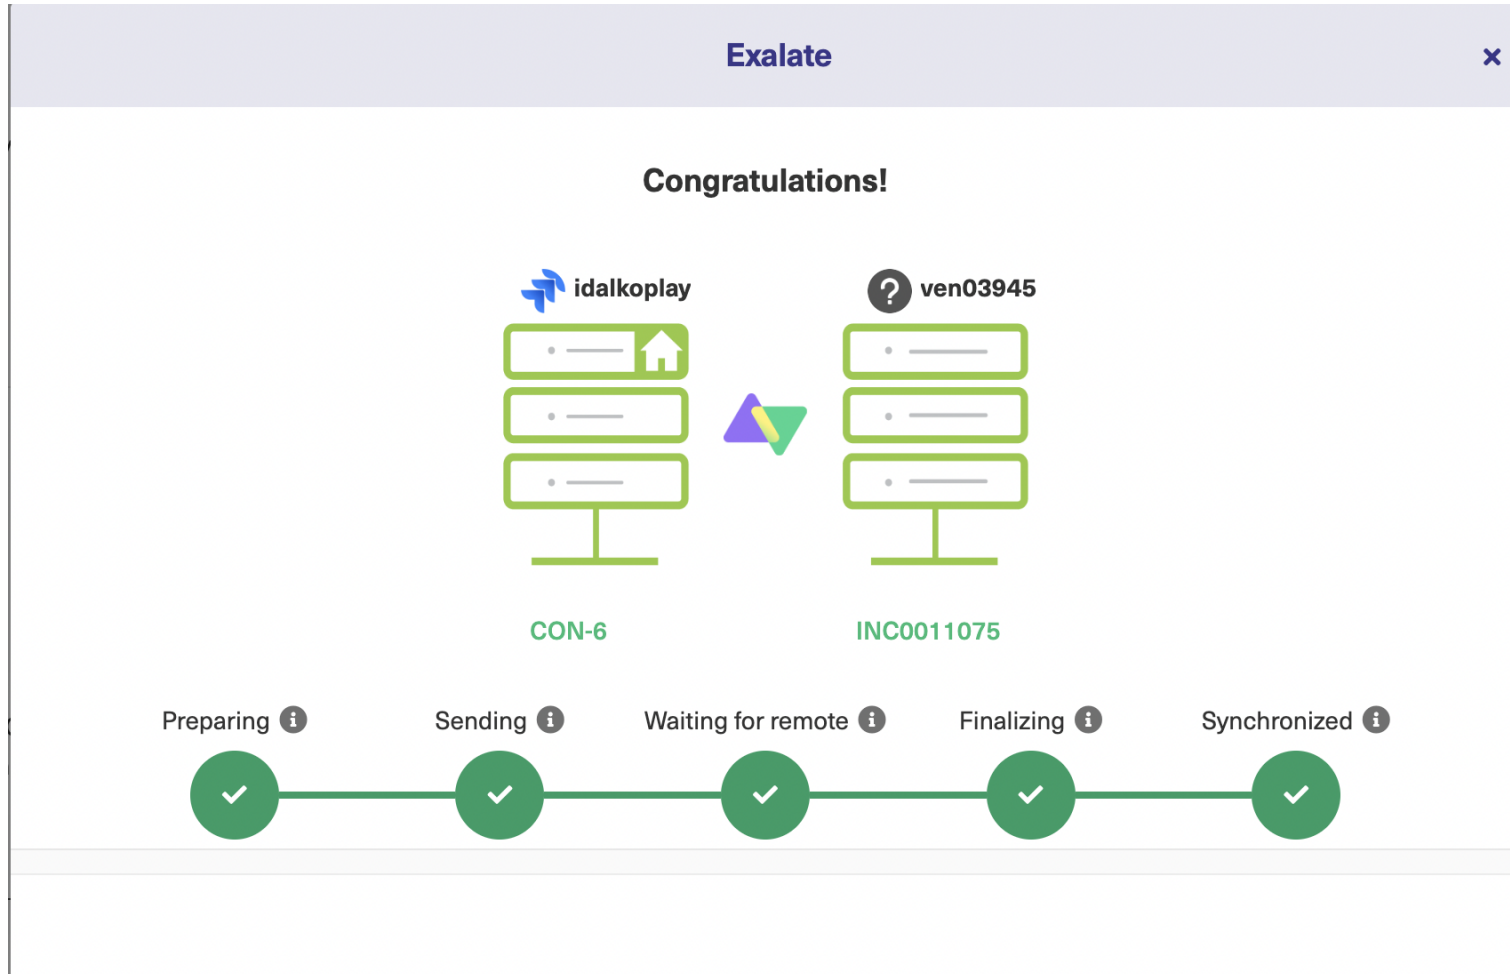 Exalate
Congratulations!
idalkoplay
ven03945
CON-6
INC0011075
Preparing
Sending
Waiting for remote
Finalizing
Synchronized